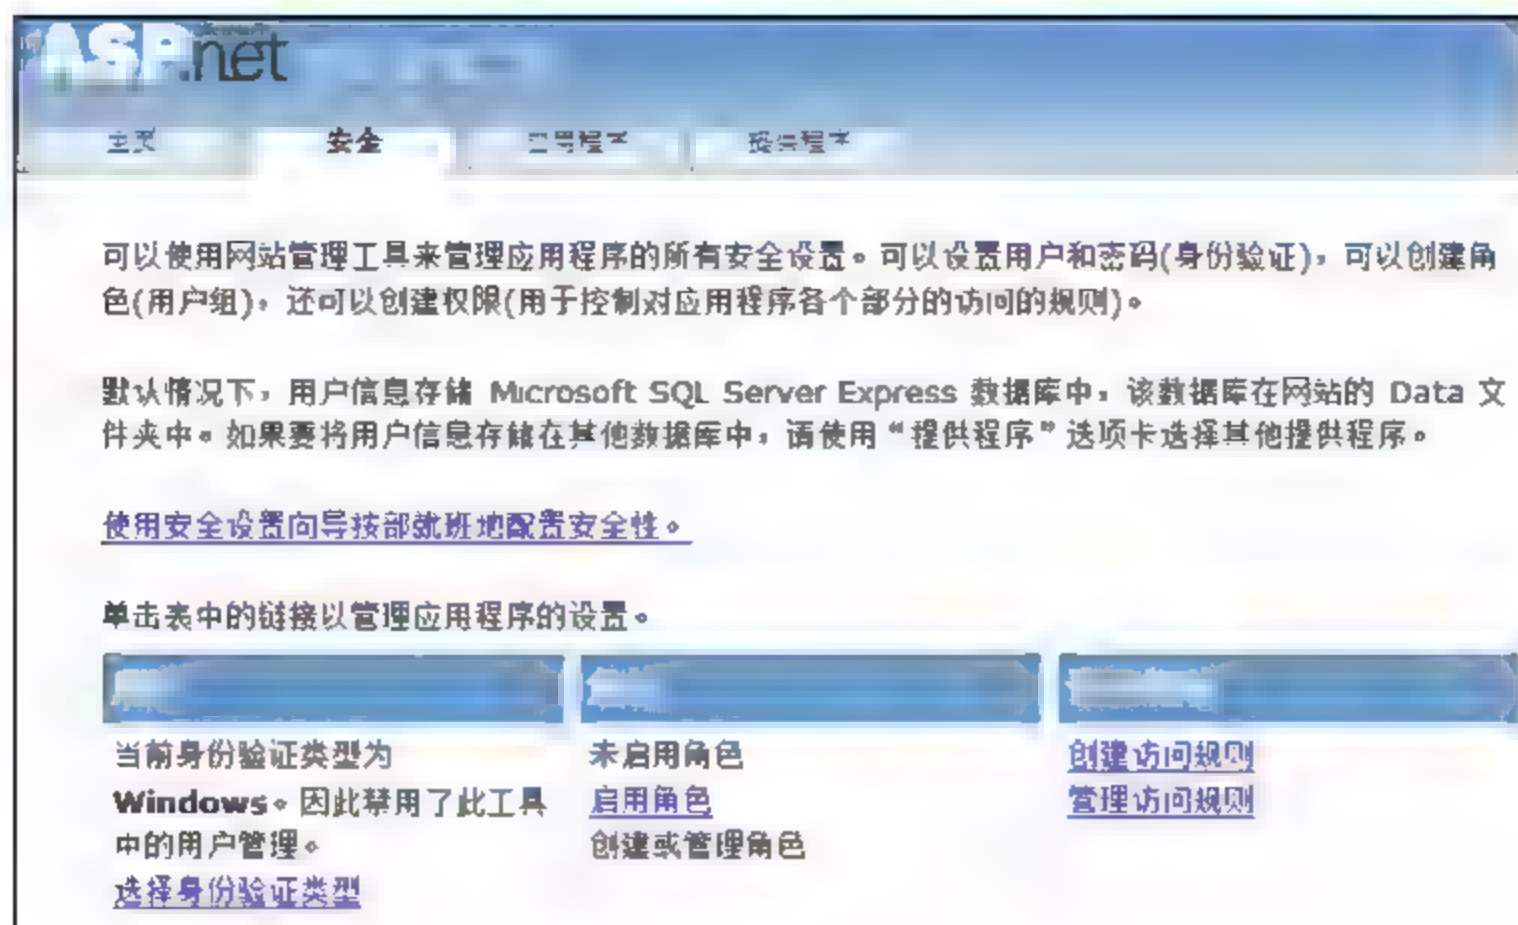 ASP.net
主页 安全 应用程序 提供程序
可以使用网站管理工具来管理应用程序的所有安全设置。可以设置用户和密码(身份验证)，可以创建角
色(用户组)，还可以创建权限(用于控制对应用程序各个部分的访问的规则)。
默认情况下，用户信息存储 Microsoft SQL Server Express 数据库中，该数据库在网站的 Data 文
件夹中。如果要将用户信息存储在其他数据库中，请使用“提供程序”选项卡选择其他提供程序。
使用安全设置向导按部就班地配置安全性。
单击表中的链接以管理应用程序的设置。
当前身份验证类型为 未启用角色 创建访问规则
Windows。因此禁用了此工具 启用角色 管理访问规则
中的用户管理。 创建或管理角色
选择身份验证类型